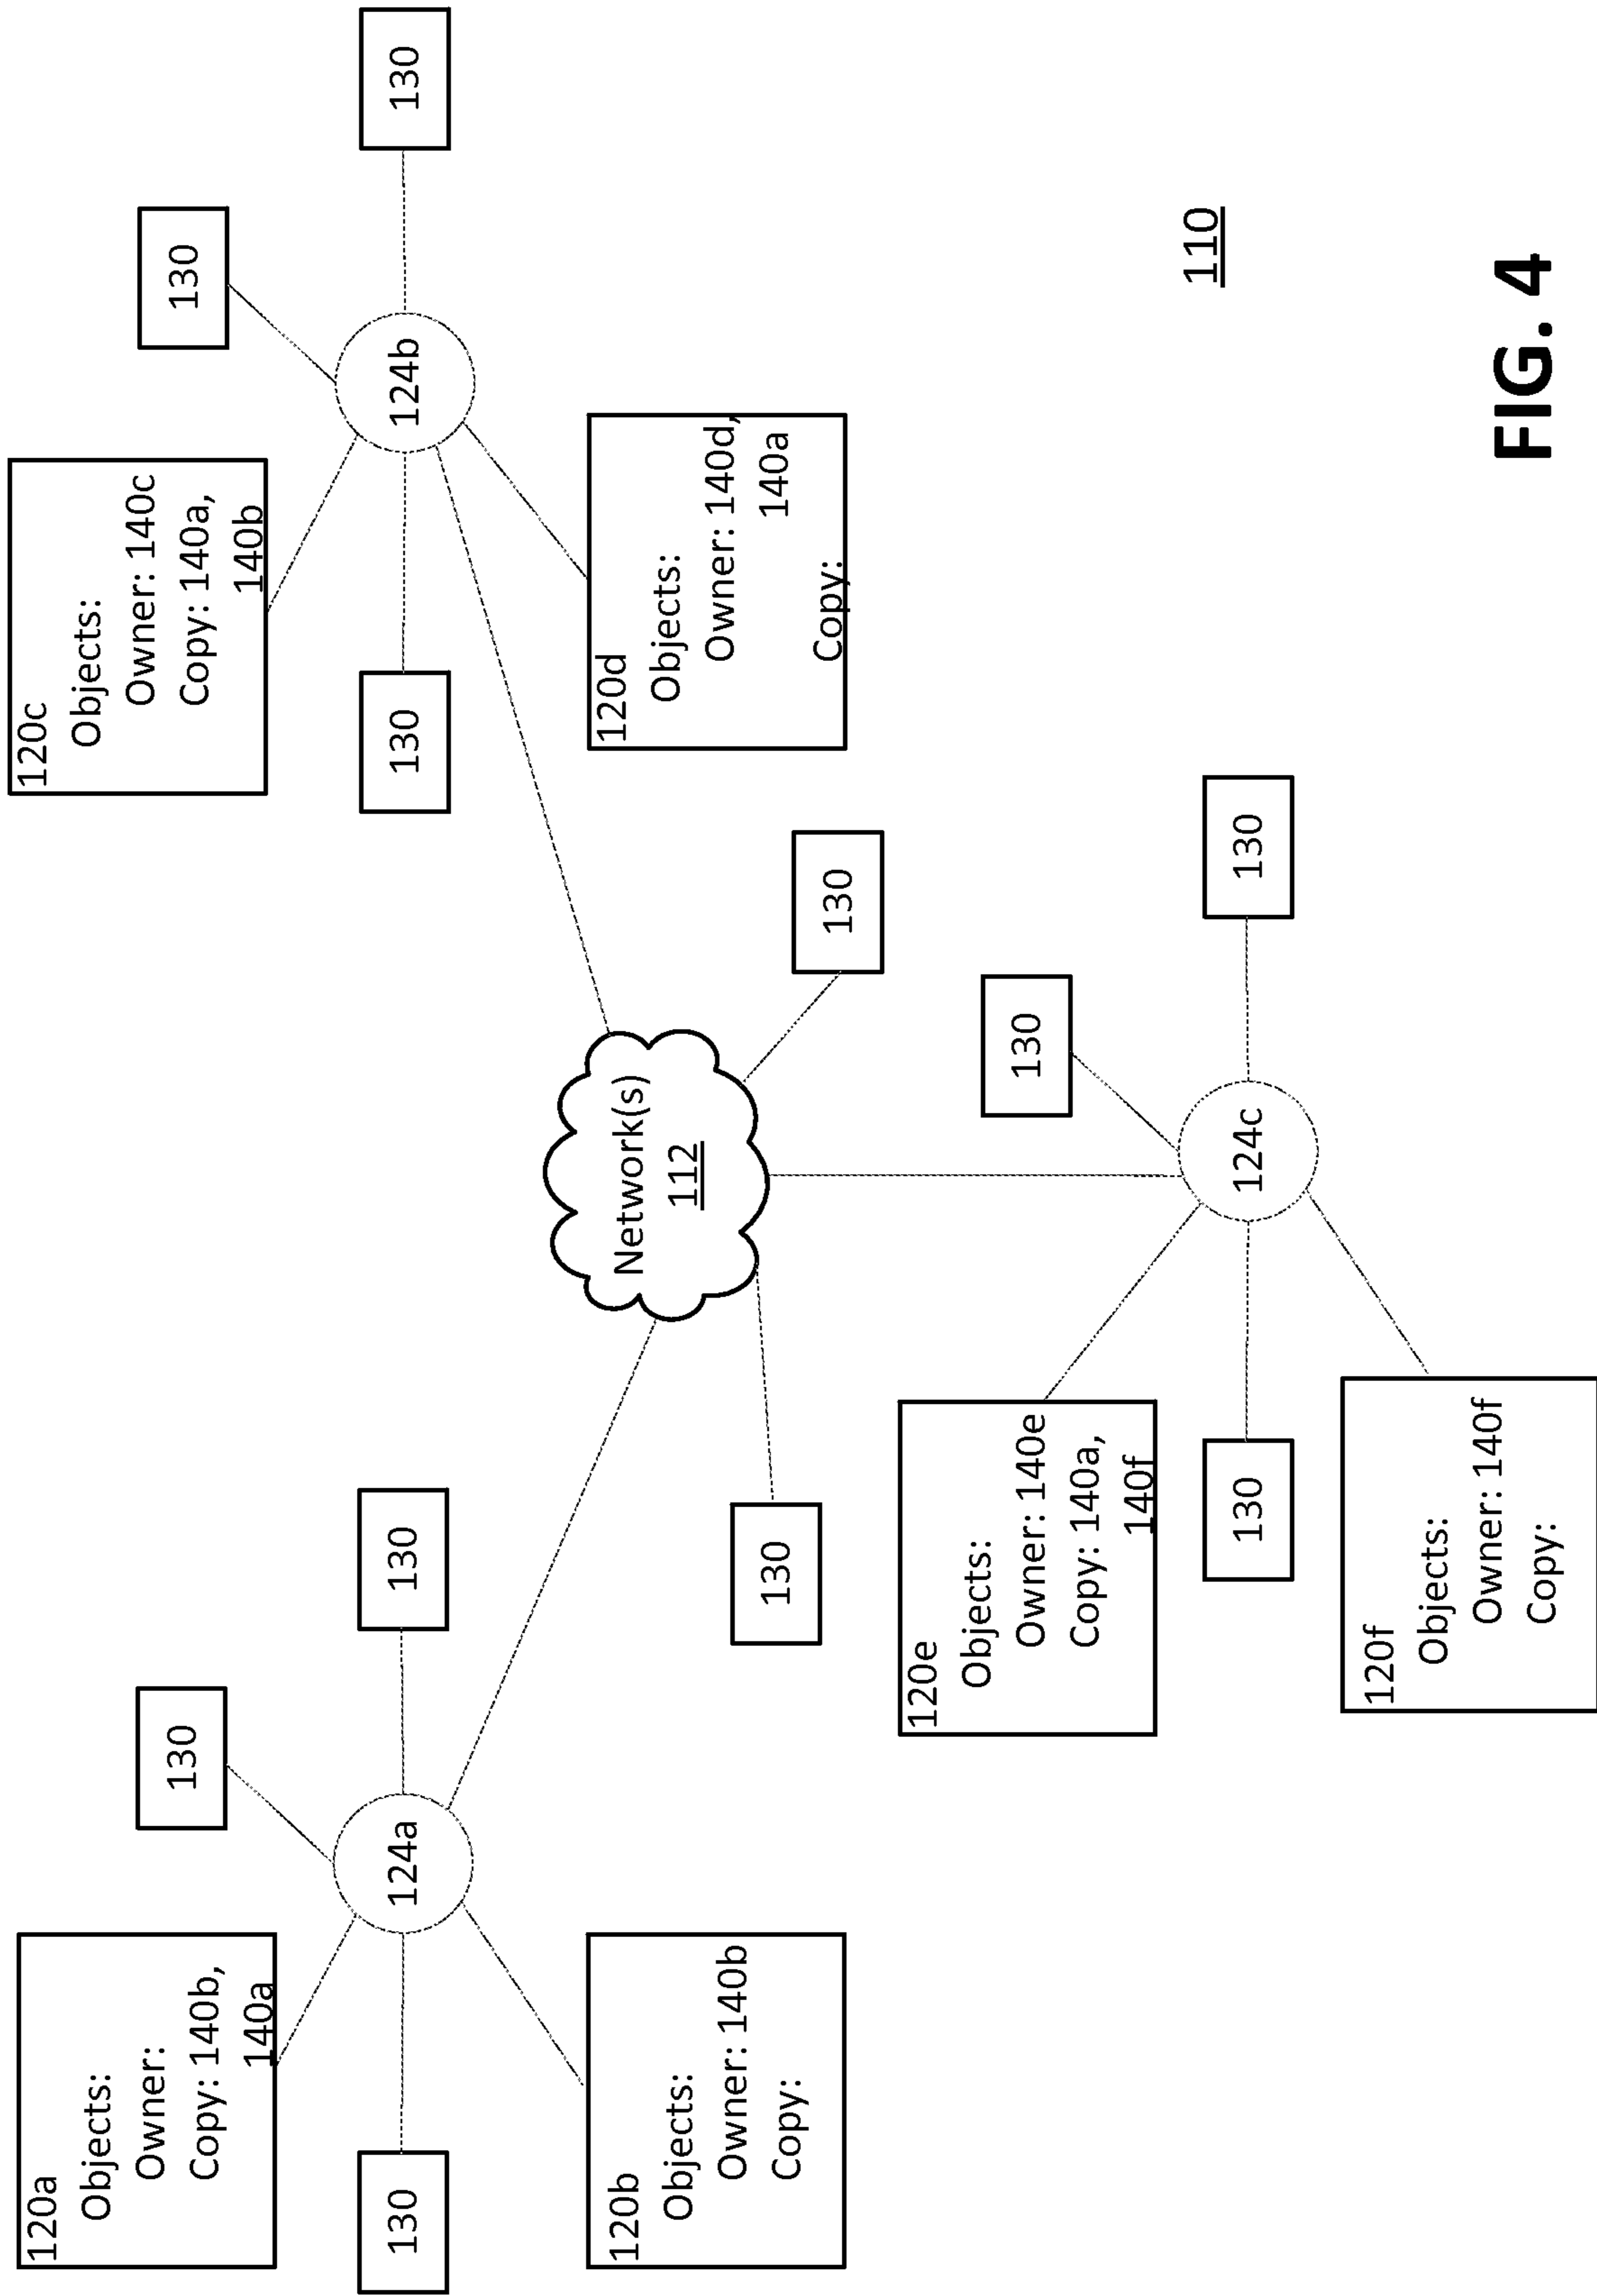 120a
Objects:
Owner:
Copy: 140b,
140a
130
130
124a
130
120b
Objects:
Owner: 140b
Copy:
120c
Objects:
Owner: 140c
Copy: 140a,
140b
130
130
124b
130
120d
Objects:
Owner: 140d,
140a
Copy:
Network(s)
112
130
130
120e
Objects:
Owner: 140e
Copy: 140a,
140f
130
130
124c
130
120f
Objects:
Owner: 140f
Copy:
110
FIG. 4